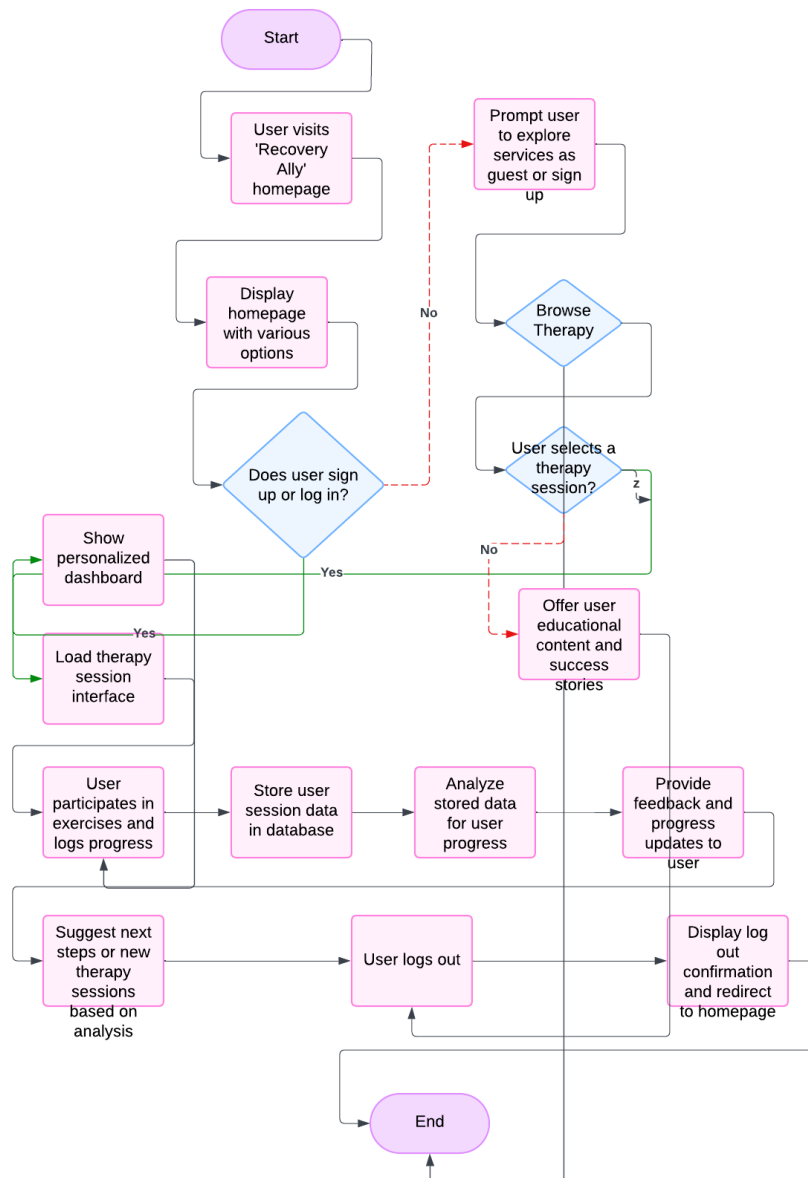 Start
User visits
'Recovery
Ally'
homepage
Prompt user
to explore
services as
guest or sign
up
Display
homepage
with various
options
No
Browse
Therapy
Does user sign
up or log in?
User selects a
therapy
session?
z
Show
personalized
dashboard
No
Yes
Offer user
educational
content and
success
stories
Yes
Load therapy
session
interface
User
participates in
exercises and
logs progress
Store user
session data
in database
Analyze
stored data
for user
progress
Provide
feedback and
progress
updates to
user
Suggest next
steps or new
therapy
sessions
based on
analysis
User logs out
Display log
out
confirmation
and redirect
to homepage
End